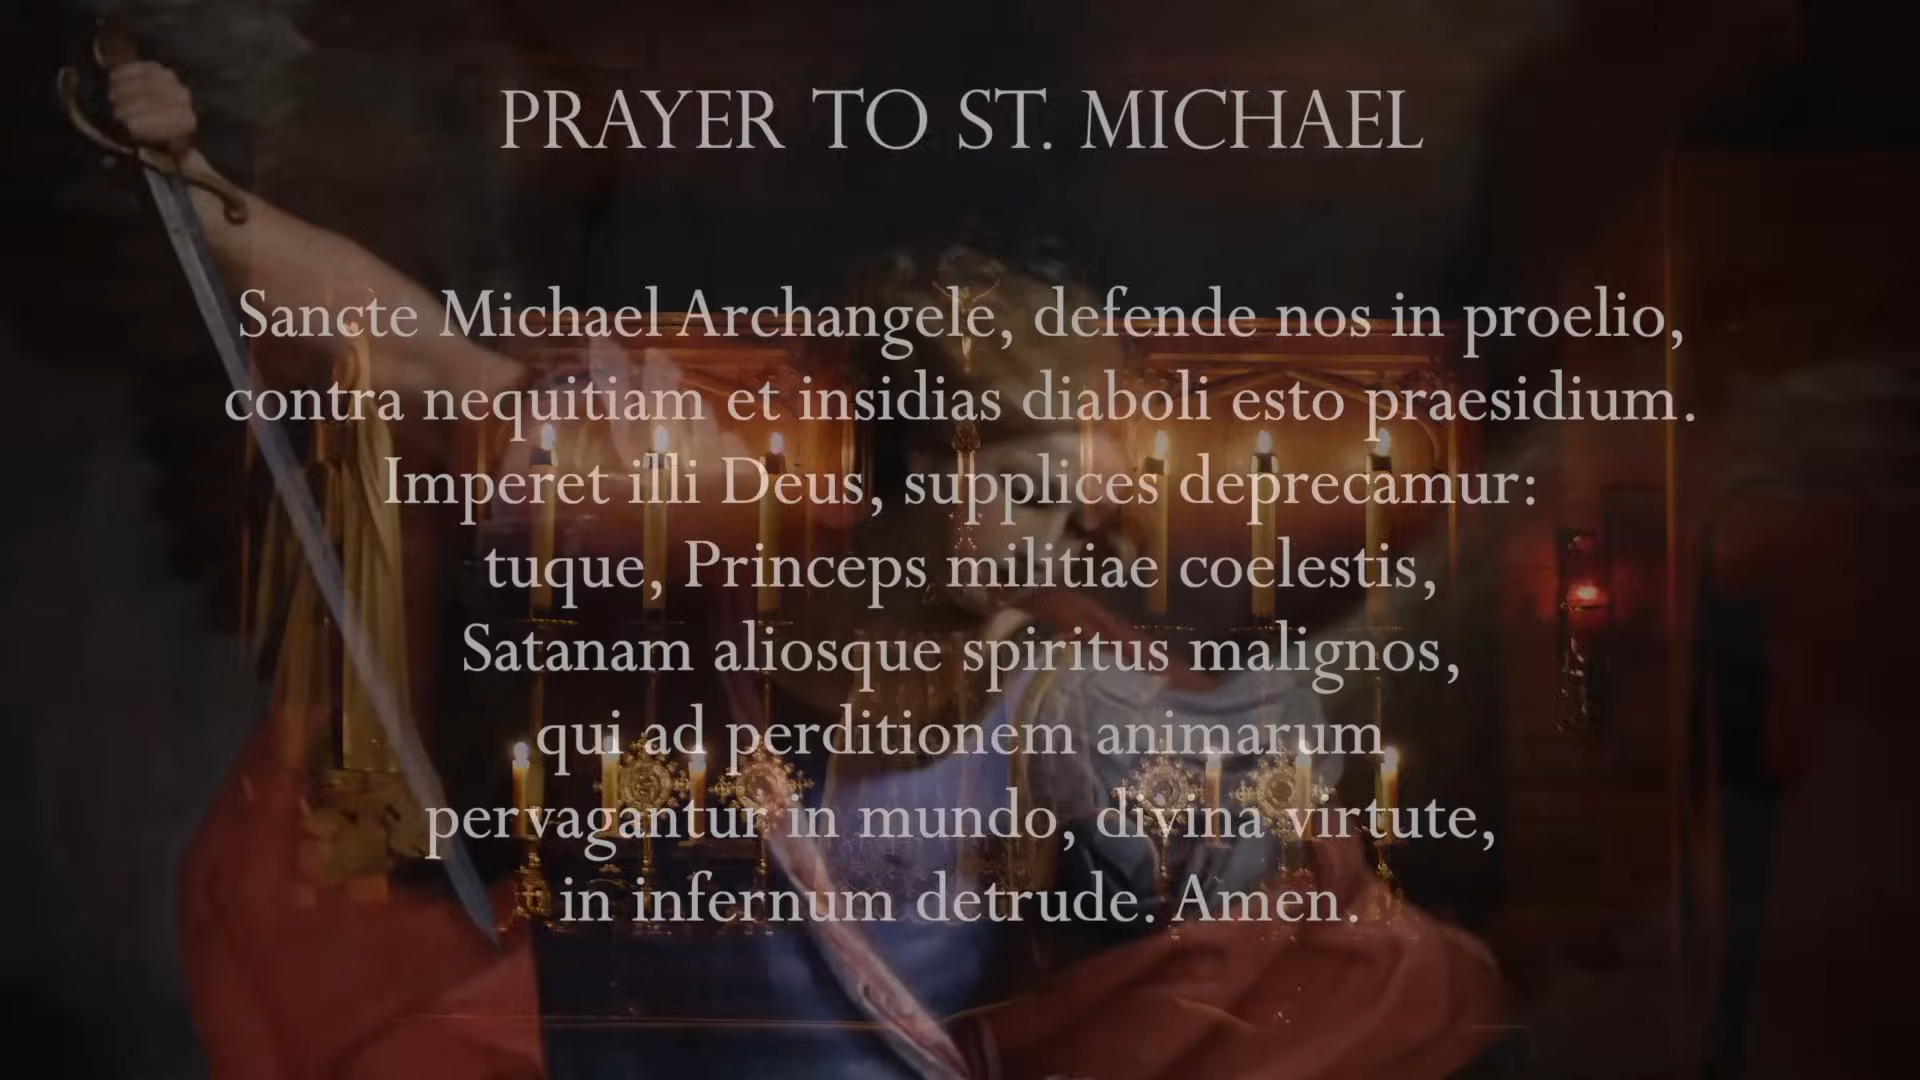 PRAYER TO ST. MICHAEL
Sancte Michael Archangele, defende nos in proelio,
contra nequitiam et insidias diaboli esto praesidium.
Imperet illi Deus, supplices deprecamur:
tuque, Princeps militiae coelestis,
Satanam aliosque spiritus malignos,
qui ad perditionem animarum
pervagantur in mundo, divina virtute,
in infernum detrude. Amen.